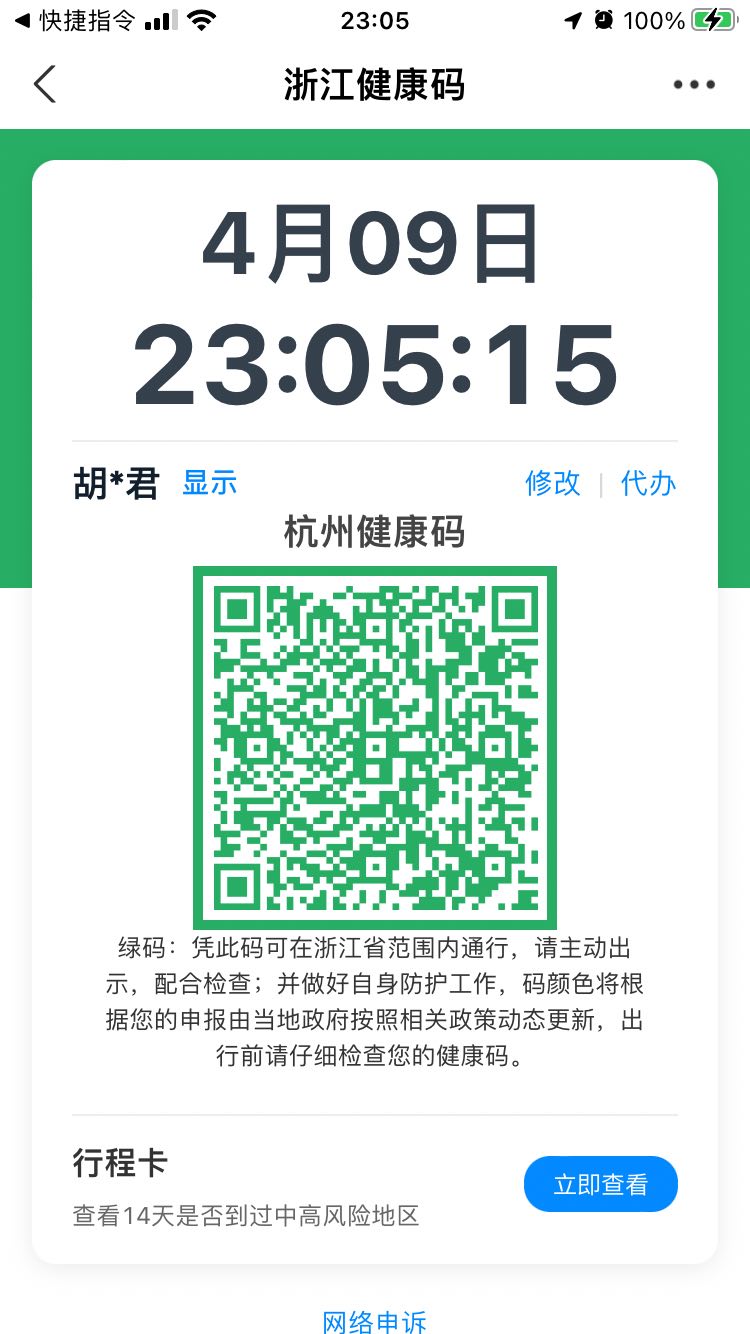 快捷指令 23:05 100%
浙江健康码
4月09日
23:05:15
胡*君 显示 修改 代办
杭州健康码
绿码：凭此码可在浙江省范围内通行，请主动出
示，配合检查；并做好自身防护工作，码颜色将根
据您的申报由当地政府按照相关政策动态更新，出
行前请仔细检查您的健康码。
行程卡
立即查看
查看14天是否到过中高风险地区
网络申诉